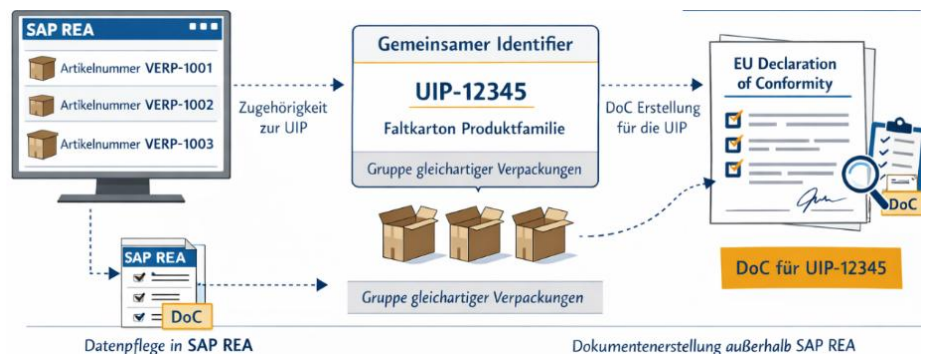 SAP REA
Artikelnummer VERP-1001
Artikelnummer VERP-1002
Artikelnummer VERP-1003
Zugehörigkeit
zur UIP
Gemeinsamer Identifier
UIP-12345
Faltkarton Produktfamilie
Gruppe gleichartiger Verpackungen
DoC Erstellung
für die UIP
EU Declaration
of Conformity
DoC
DoC für UIP-12345
SAP REA
DoC
Gruppe gleichartiger Verpackungen
Datenpflege in SAP REA
Dokumentenerstellung außerhalb SAP REA